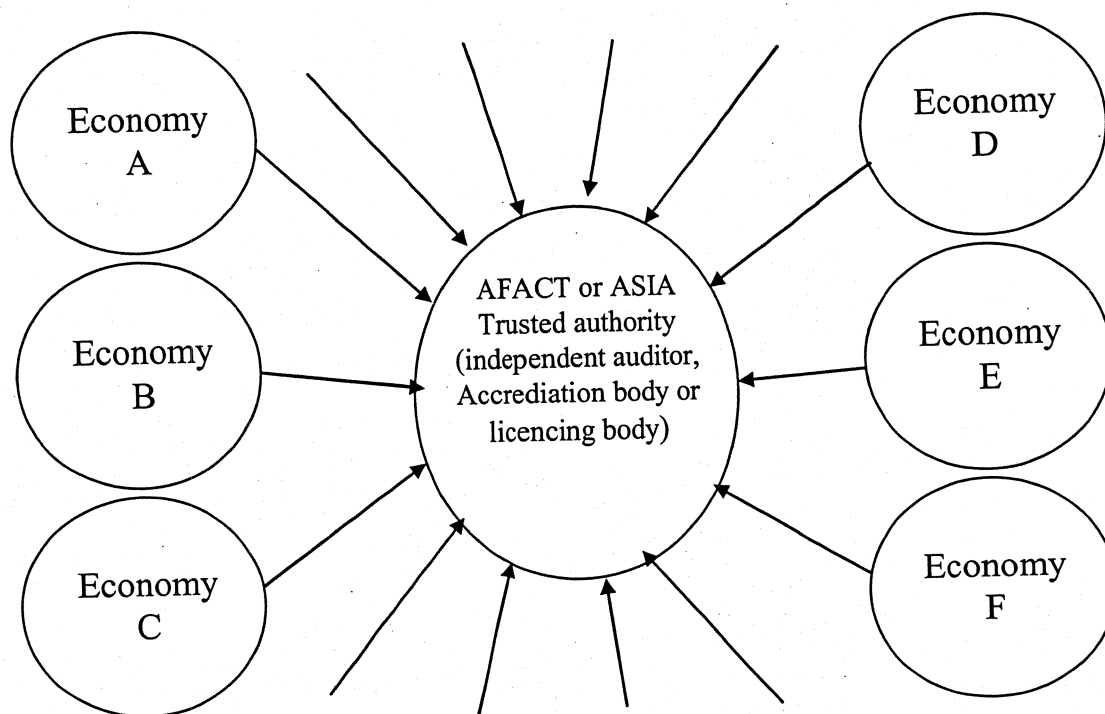 Economy
A
Economy
B
Economy
C
AFACT or ASIA
Trusted authority
(independent auditor,
Accrediation body or
licencing body)
Economy
D
Economy
E
Economy
F